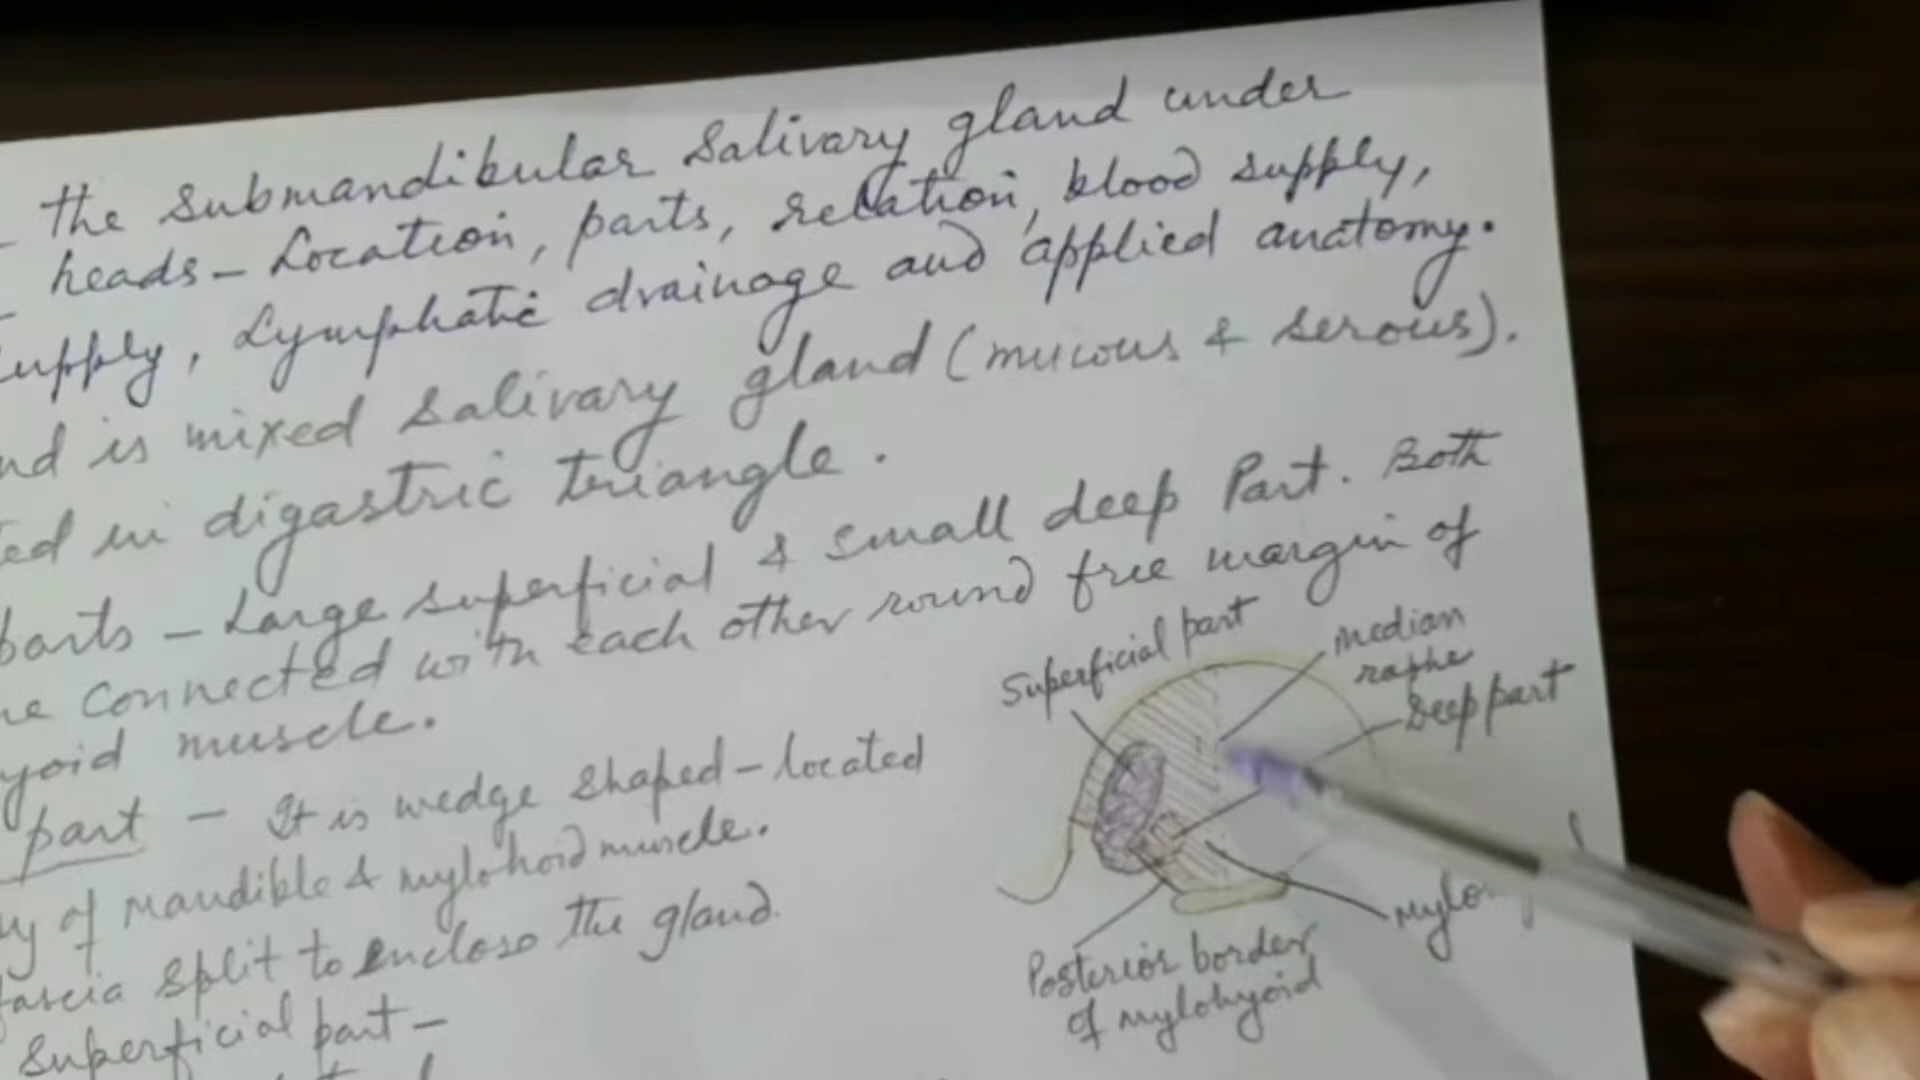 the submandibular Salivary gland under
heads - Location, parts, relation, blood supply,
supply, Lymphatic drainage and applied anatomy.
nd is mixed salivary gland (mucous & serous).
ed in digastric triangle.
parts - Large superficial & small deep Part. Both
re connected with each other round free margin of
yoid muscle.
part - It is wedge shaped - located
y of mandible & mylohoid muscle.
fascia split to enclose the gland.
Superficial part -
Superficial part
median
raphe
Deep part
Posterior border
of mylohyoid